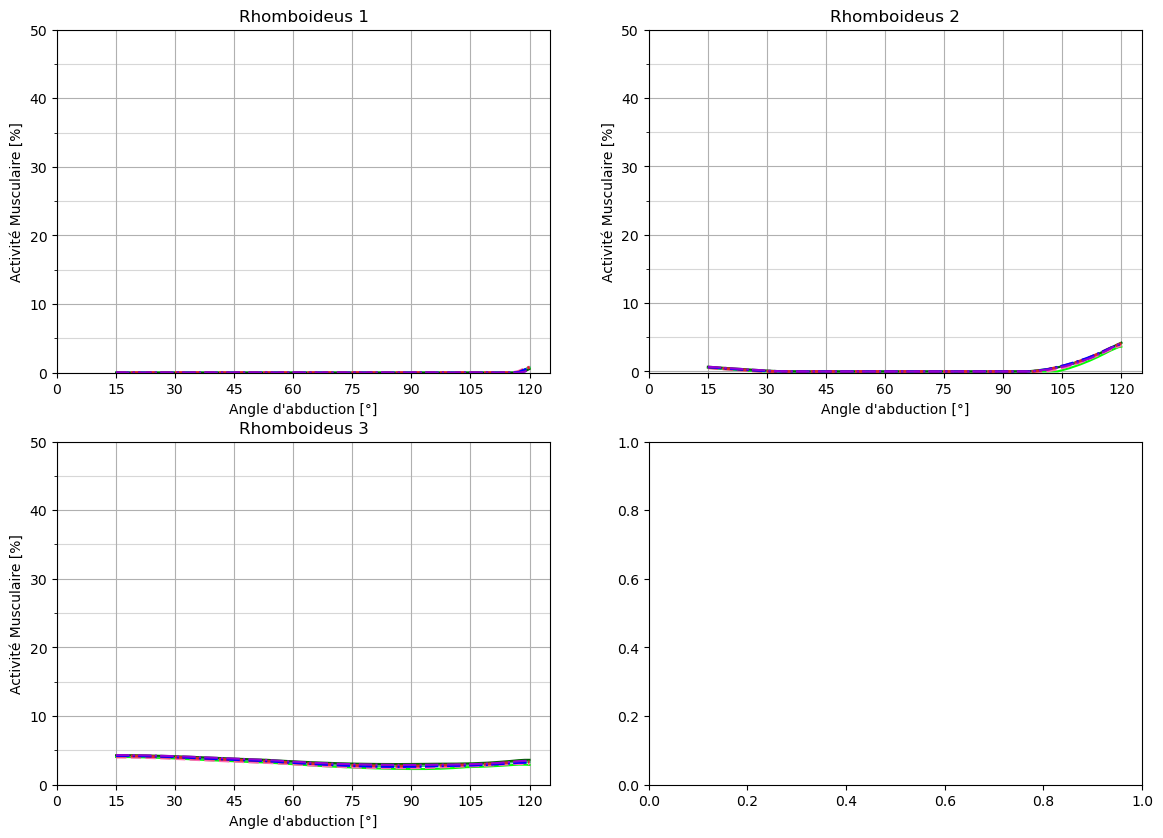 Rhomboideus 1
50
40
30
20
10
0
Activité Musculaire [%]
0 15 30 45 60 75 90 105 120
Angle d'abduction [°]
Rhomboideus 2
50
40
30
20
10
0
Activité Musculaire [%]
0 15 30 45 60 75 90 105 120
Angle d'abduction [°]
Rhomboideus 3
50
40
30
20
10
0
Activité Musculaire [%]
0 15 30 45 60 75 90 105 120
Angle d'abduction [°]
1.0
0.8
0.6
0.4
0.2
0.0
0.0 0.2 0.4 0.6 0.8 1.0